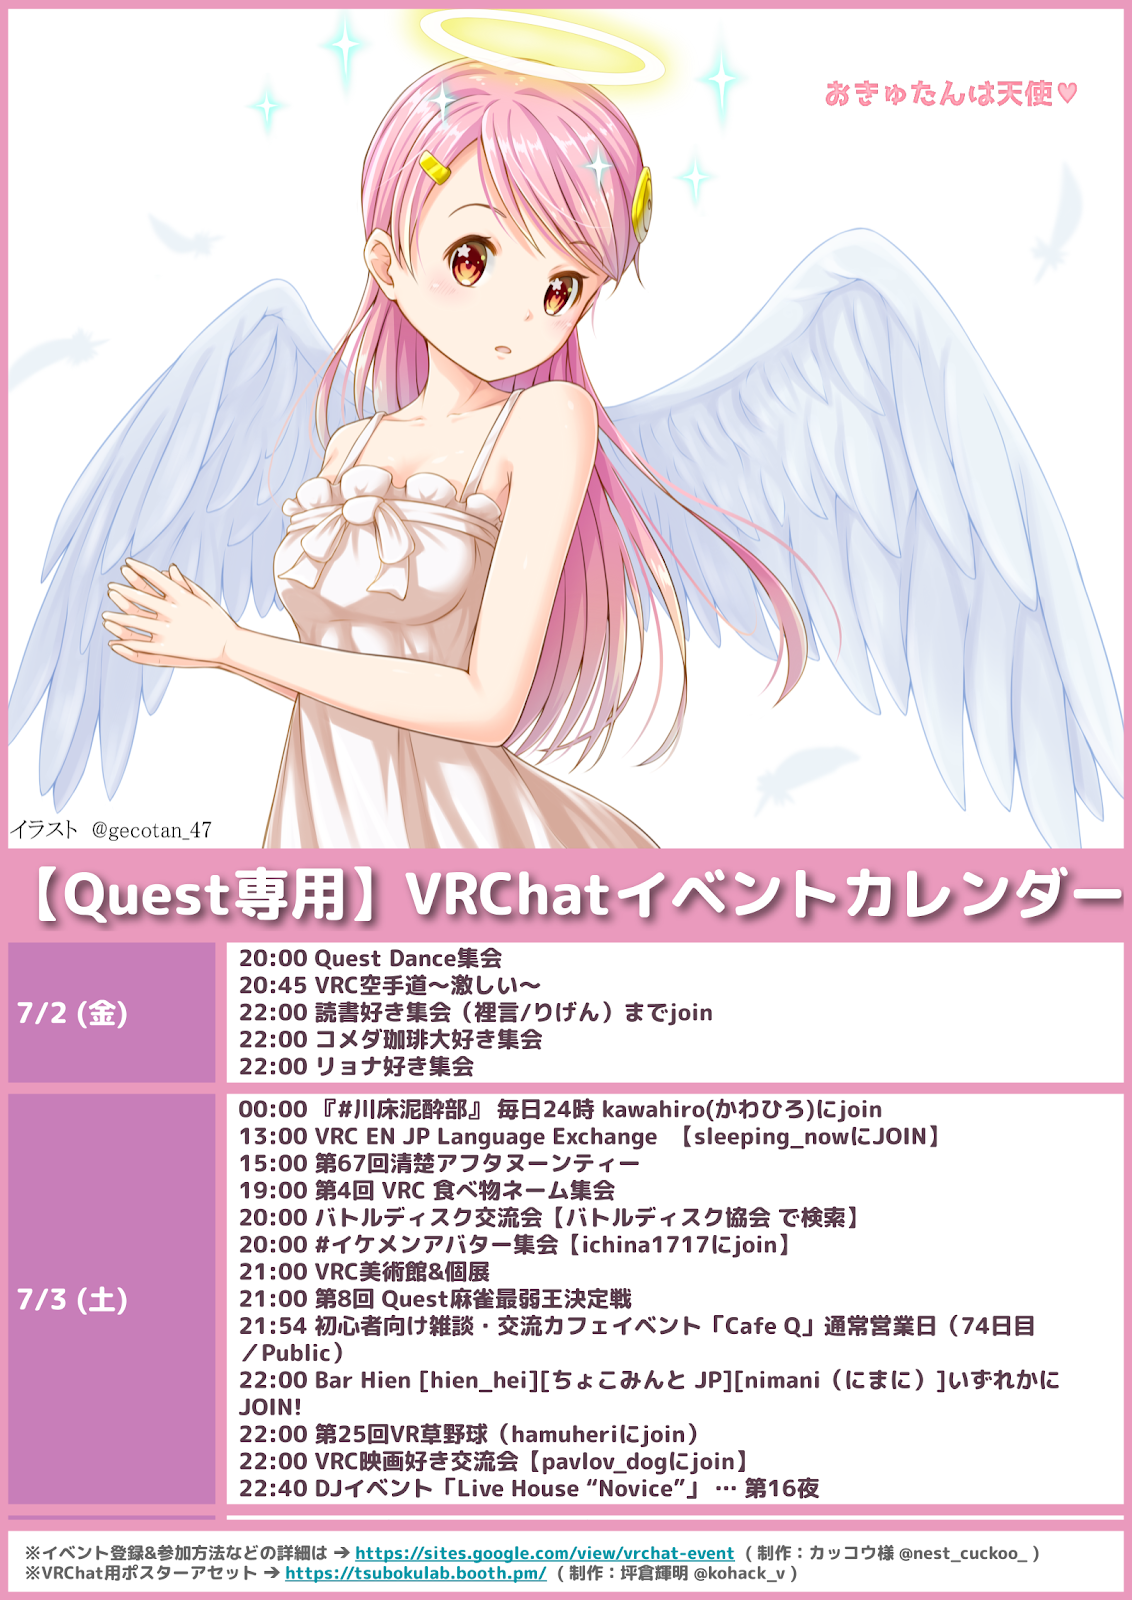 おきゅたんは天使♥
イラスト @gecotan_47
【Quest専用】VRChatイベントカレンダー
7/2 (金)
20:00 Quest Dance集会
20:45 VRC空手道～激しい～
22:00 読書好き集会（裡言/りげん）までjoin
22:00 コメダ珈琲大好き集会
22:00 リョナ好き集会
7/3 (土)
00:00 『#川床泥酔部』 毎日24時 kawahiro(かわひろ)にjoin
13:00 VRC EN JP Language Exchange 【sleeping_nowにJOIN】
15:00 第67回清楚アフタヌーンティー
19:00 第4回 VRC 食べ物ネーム集会
20:00 バトルディスク交流会【バトルディスク協会 で検索】
20:00 #イケメンアバター集会【ichina1717にjoin】
21:00 VRC美術館&個展
21:00 第8回 Quest麻雀最弱王決定戦
21:54 初心者向け雑談・交流カフェイベント「Cafe Q」通常営業日（74日目
／Public）
22:00 Bar Hien [hien_hei][ちょこみんと JP][nimani（にまに）]いずれかに
JOIN!
22:00 第25回VR草野球（hamuheriにjoin）
22:00 VRC映画好き交流会【pavlov_dogにjoin】
22:40 DJイベント「Live House “Novice”」 … 第16夜
※イベント登録&参加方法などの詳細は → https://sites.google.com/view/vrchat-event ( 制作：カッコウ様 @nest_cuckoo_ )
※VRChat用ポスターアセット → https://tsubokulab.booth.pm/ ( 制作：坪倉輝明 @kohack_v )